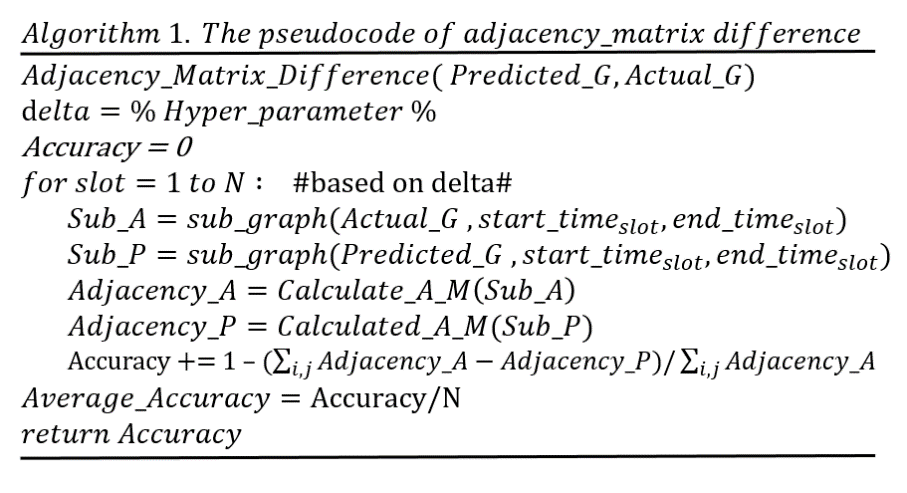 Algorithm 1. The pseudocode of adjacency_matrix difference
Adjacency_Matrix_Difference( Predicted_G, Actual_G)
delta = % Hyper_parameter %
Accuracy = 0
for slot = 1 to N : #based on delta#
Sub_A = sub_graph(Actual_G , start_time_slot, end_time_slot)
Sub_P = sub_graph(Predicted_G , start_time_slot, end_time_slot)
Adjacency_A = Calculate_A_M(Sub_A)
Adjacency_P = Calculated_A_M(Sub_P)
Accuracy += 1 – (∑i,j Adjacency_A − Adjacency_P)/ ∑i,j Adjacency_A
Average_Accuracy = Accuracy/N
return Accuracy